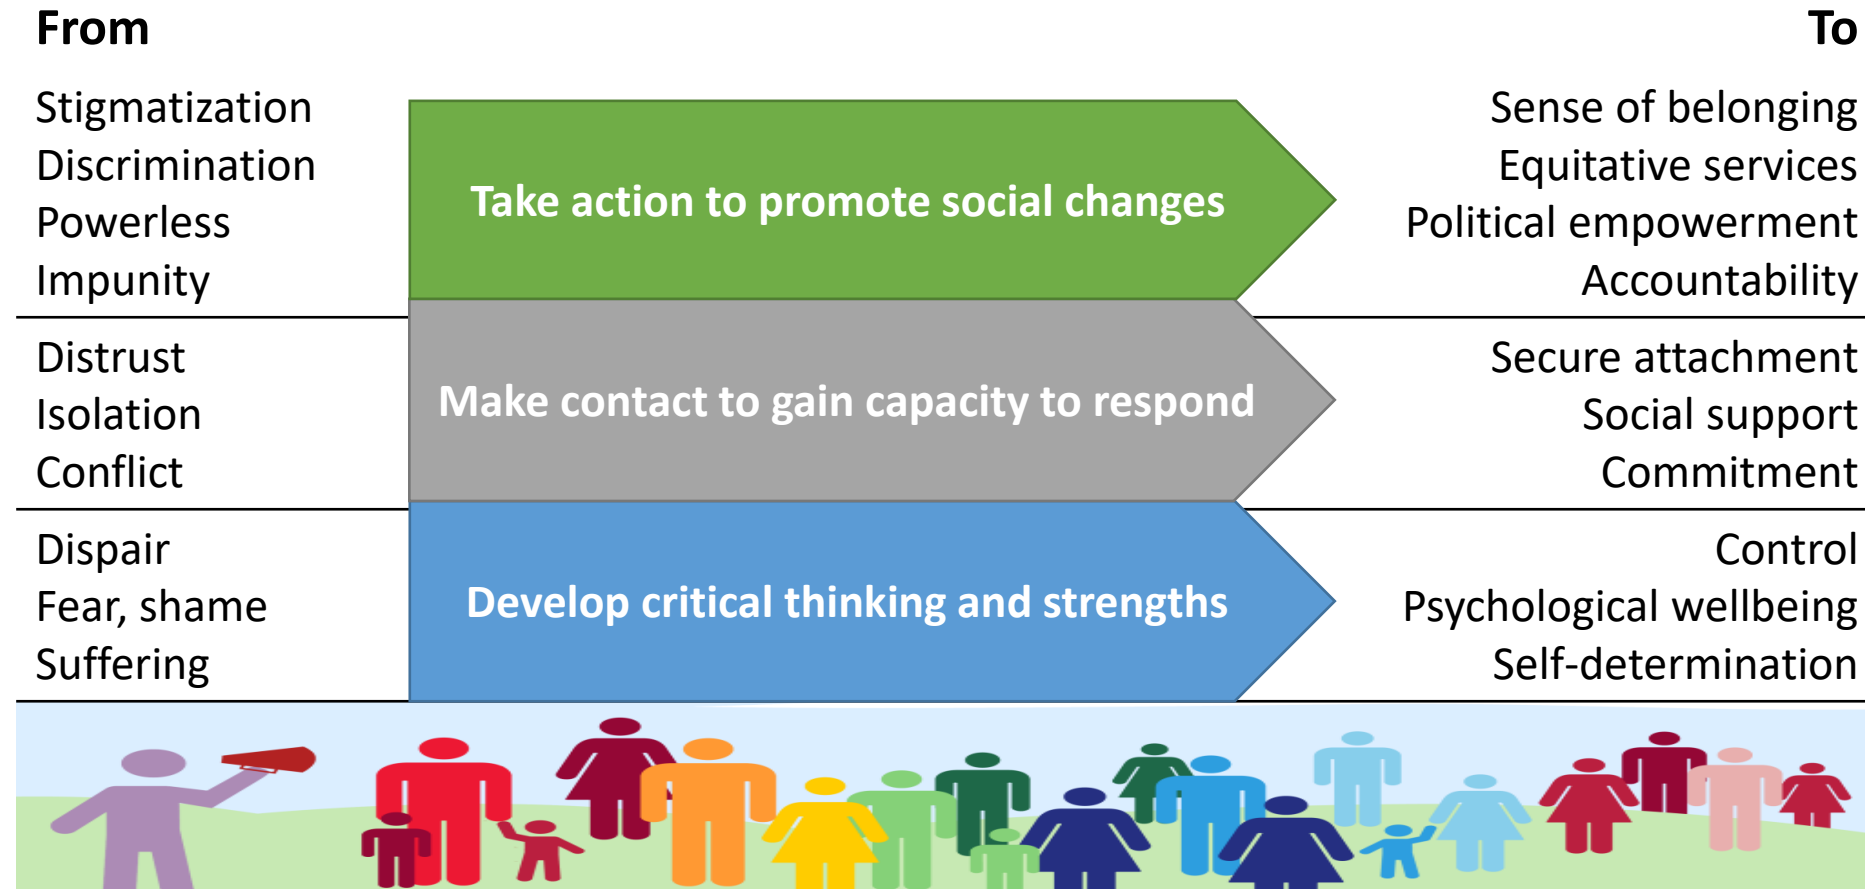 From
To
Stigmatization
Discrimination
Powerless
Impunity
Take action to promote social changes
Sense of belonging
Equitative services
Political empowerment
Accountability
Distrust
Isolation
Conflict
Make contact to gain capacity to respond
Secure attachment
Social support
Commitment
Dispair
Fear, shame
Suffering
Develop critical thinking and strengths
Control
Psychological wellbeing
Self-determination